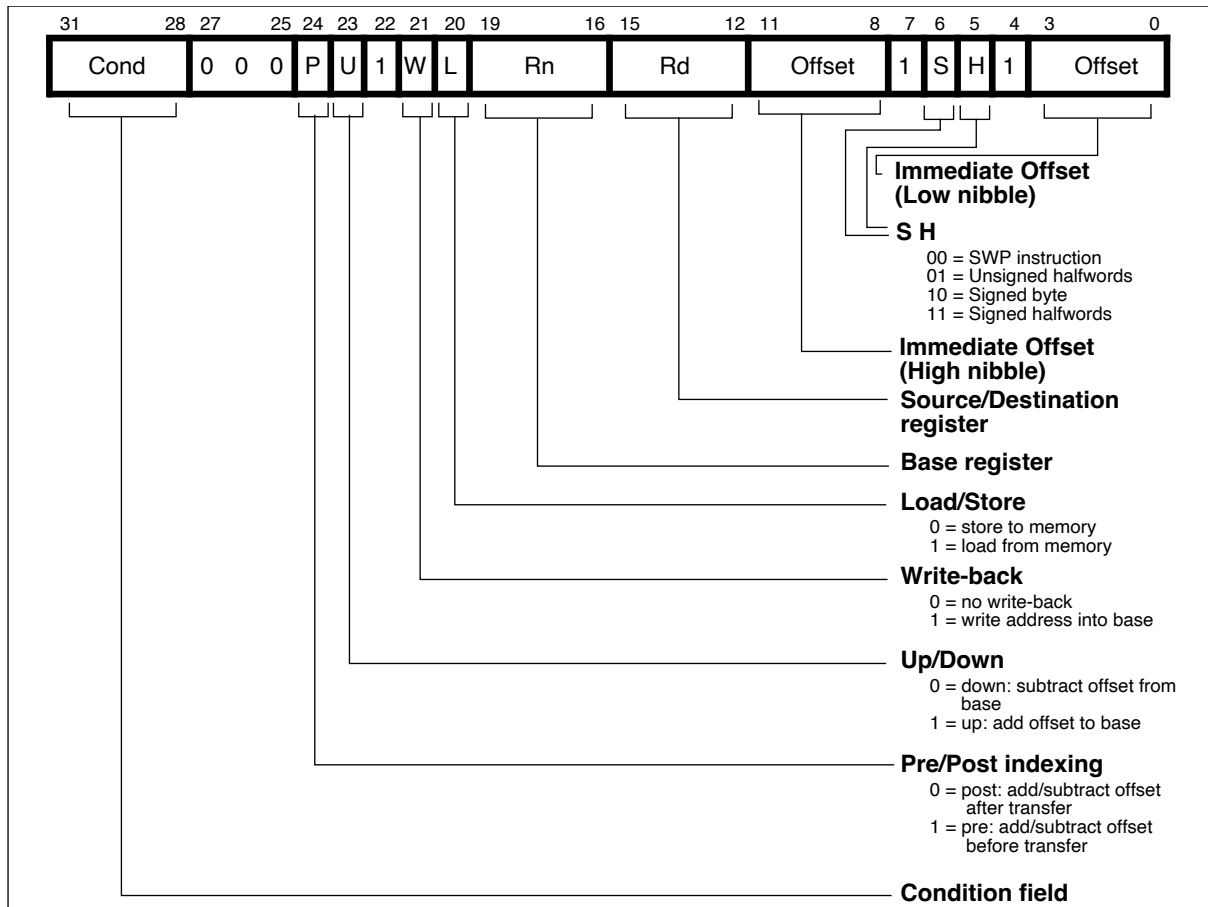 31 28 27 25 24 23 22 21 20 19 16 15 12 11 8 7 6 5 4 3 0
Cond 0 0 0 P U 1 W L Rn Rd Offset 1 S H 1 Offset
Immediate Offset
(Low nibble)
S H
00 = SWP instruction
01 = Unsigned halfwords
10 = Signed byte
11 = Signed halfwords
Immediate Offset
(High nibble)
Source/Destination
register
Base register
Load/Store
0 = store to memory
1 = load from memory
Write-back
0 = no write-back
1 = write address into base
Up/Down
0 = down: subtract offset from
base
1 = up: add offset to base
Pre/Post indexing
0 = post: add/subtract offset
after transfer
1 = pre: add/subtract offset
before transfer
Condition field